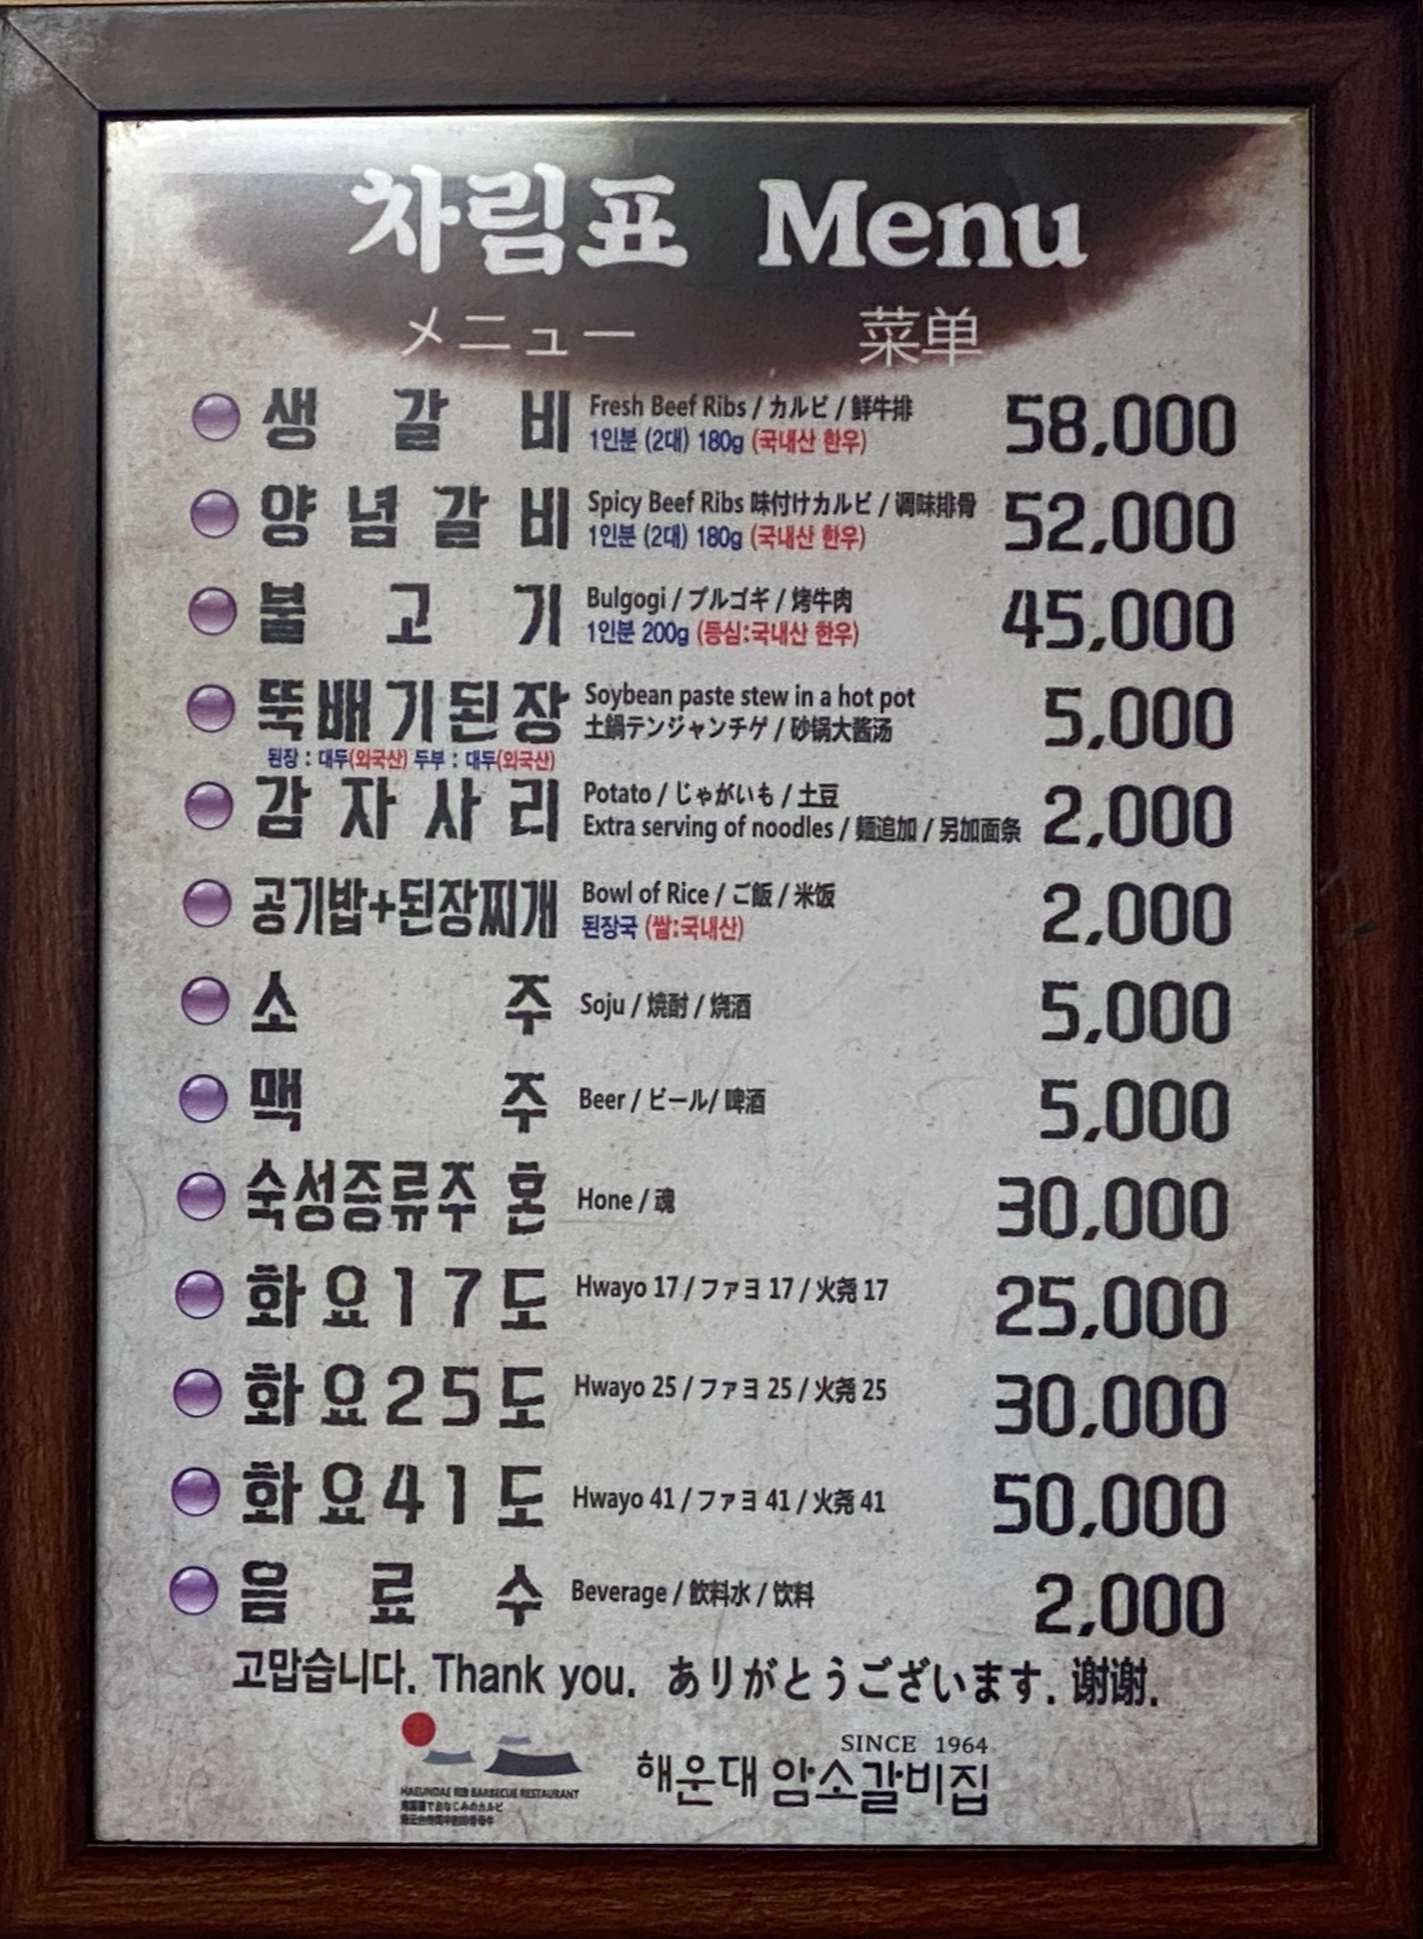 차림표 Menu
メニュー 菜单
생갈비 Fresh Beef Ribs / カルビ / 鮮牛排 58,000
1인분 (2대) 180g (국내산 한우)
양념갈비 Spicy Beef Ribs 味付けカルビ / 调味排骨 52,000
1인분 (2대) 180g (국내산 한우)
불고기 Bulgogi / プルゴギ / 烤牛肉 45,000
1인분 200g (등심:국내산 한우)
뚝배기된장 Soybean paste stew in a hot pot 5,000
土鍋テンジャンチゲ / 砂锅大酱汤
된장 : 대두(외국산) 두부 : 대두(외국산)
감자사리 Potato / じゃがいも / 土豆 2,000
Extra serving of noodles / 麵追加 / 另加面条
공기밥+된장찌개 Bowl of Rice / ご飯 / 米饭 2,000
된장국 (쌀:국내산)
소주 Soju / 焼酎 / 烧酒 5,000
맥주 Beer / ビール/ 啤酒 5,000
숙성증류주 혼 Hone / 魂 30,000
화요17도 Hwayo 17 / ファヨ 17 / 火尧 17 25,000
화요25도 Hwayo 25 / ファヨ 25 / 火尧 25 30,000
화요41도 Hwayo 41 / ファヨ 41 / 火尧 41 50,000
음료수 Beverage / 飲料水 / 饮料 2,000
고맙습니다. Thank you. ありがとうございます. 谢谢.
SINCE 1964
해운대 암소갈비집
HAEUNDAE RIB BARBECUE RESTAURANT
でおなじみのカルビ